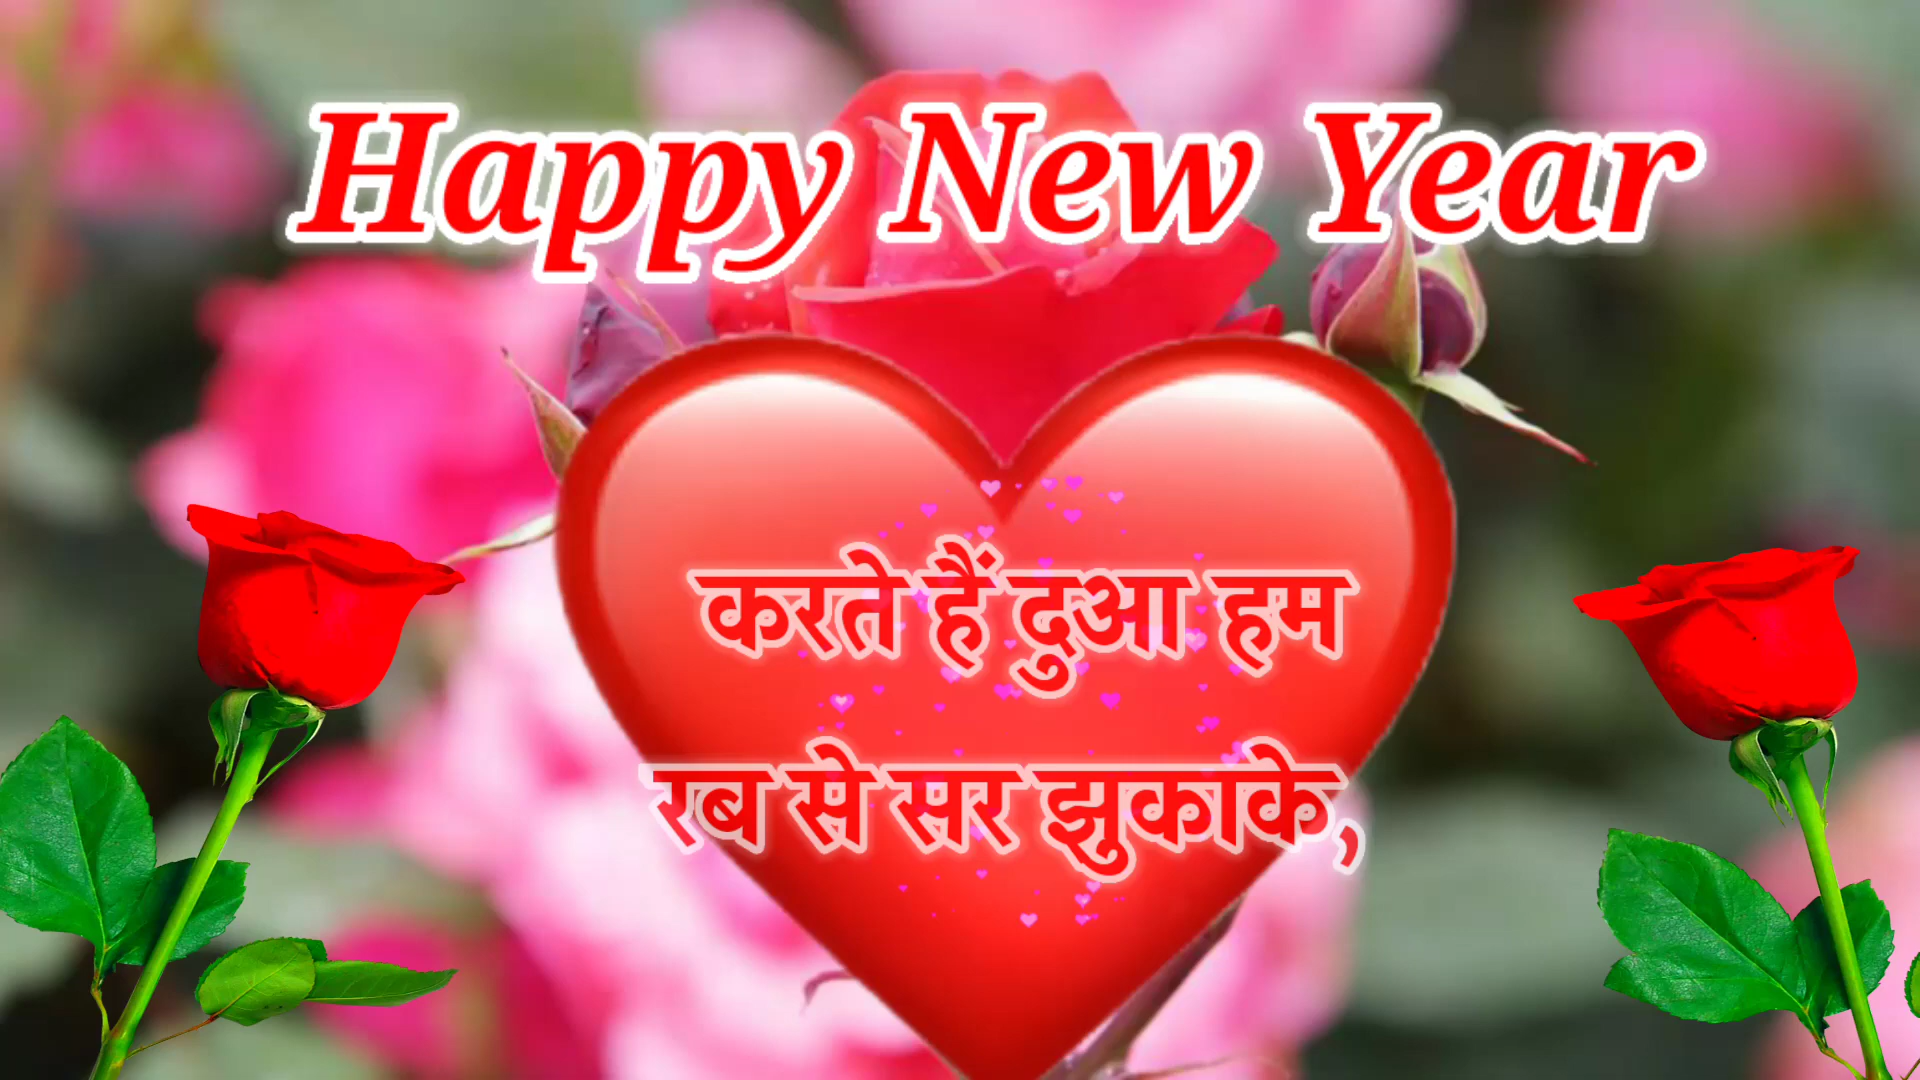 Happy New Year
करते हैं दुआ हम
रब से सर झुकाके,